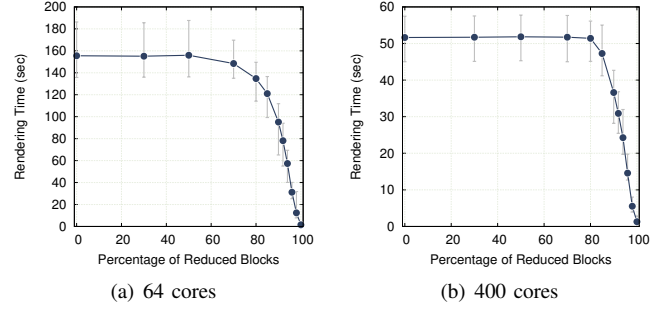 200
180
160
140
120
100
80
60
40
20
0
Rendering Time (sec)
0 20 40 60 80 100
Percentage of Reduced Blocks
(a) 64 cores
60
50
40
30
20
10
0
Rendering Time (sec)
0 20 40 60 80 100
Percentage of Reduced Blocks
(b) 400 cores